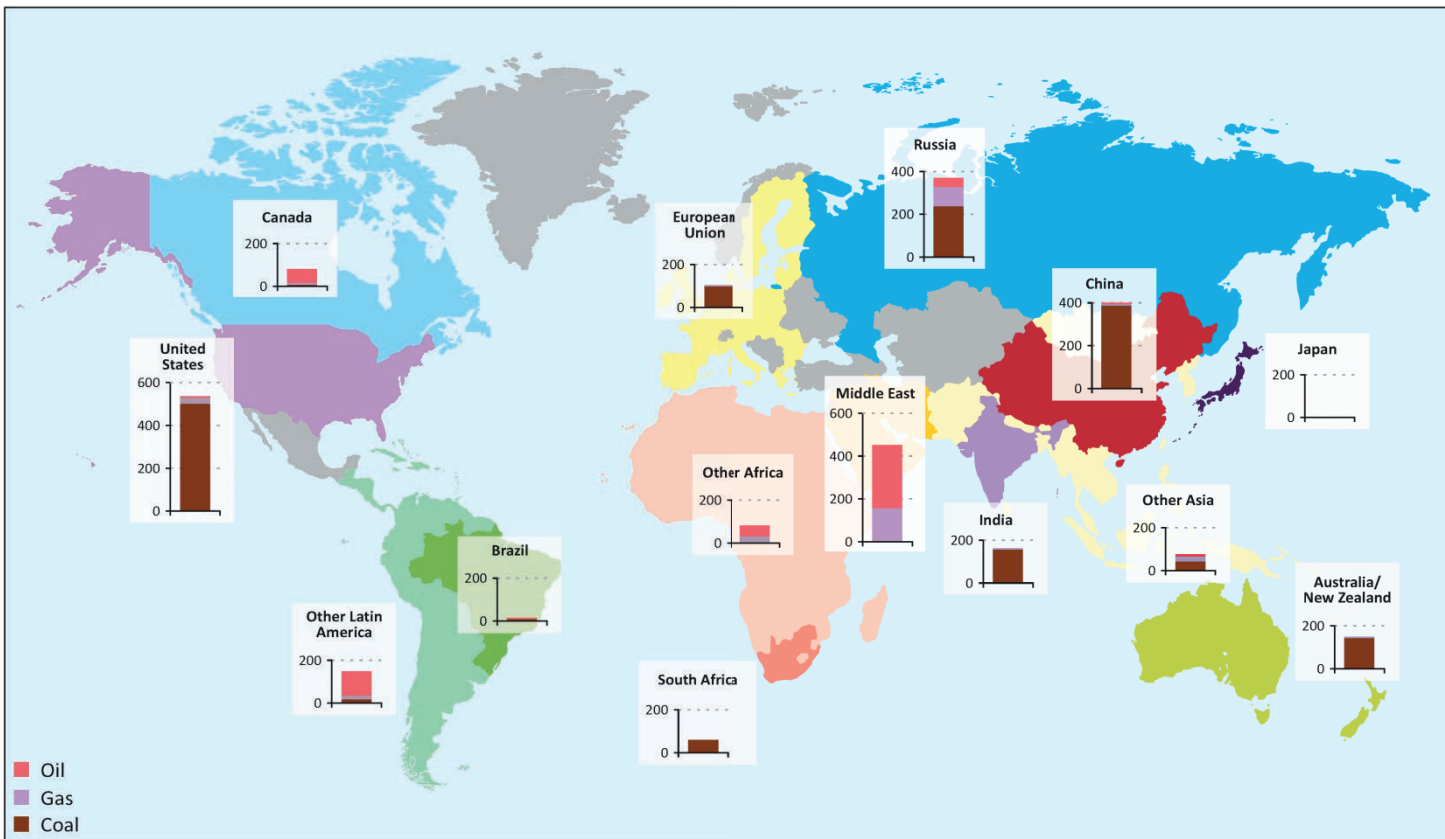 Canada
200
0
United
States
600
400
200
0
Other Latin
America
200
0
Brazil
200
0
European
Union
200
0
Russia
400
200
0
Other Africa
200
0
South Africa
200
0
Middle East
600
400
200
0
India
200
0
China
400
200
0
Japan
200
0
Other Asia
200
0
Australia/
New Zealand
200
0
Oil
Gas
Coal